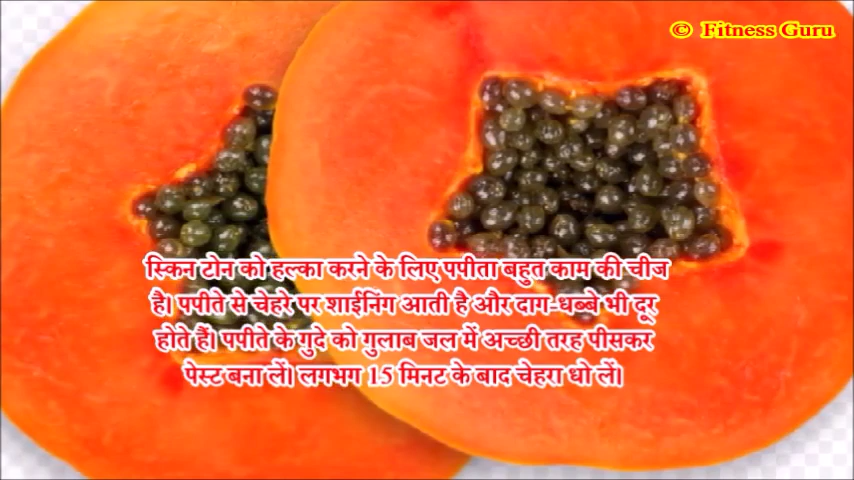 © Fitness Guru
स्किन टोन को हल्का करने के लिए पपीता बहुत काम की चीज
है। पपीते से चेहरे पर शाईनिंग आती है और दाग-धब्बे भी दूर
होते हैं। पपीते के गुदे को गुलाब जल में अच्छी तरह पीसकर
पेस्ट बना लें। लगभग 15 मिनट के बाद चेहरा धो लें।